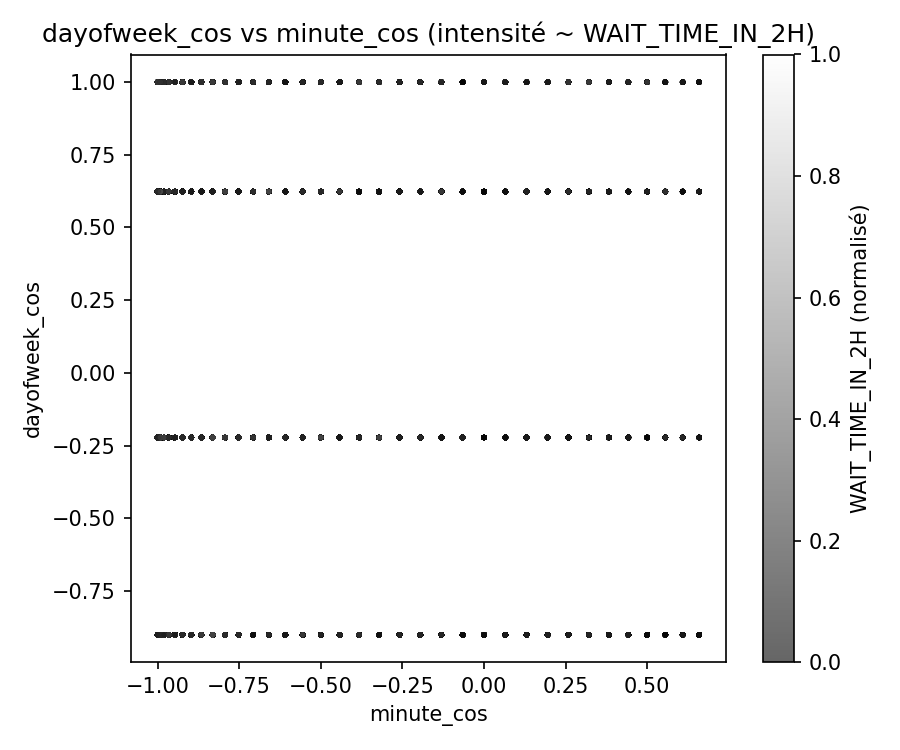 dayofweek_cos vs minute_cos (intensité ~ WAIT_TIME_IN_2H)
1.00
0.75
0.50
0.25
0.00
−0.25
−0.50
−0.75
dayofweek_cos
−1.00 −0.75 −0.50 −0.25 0.00 0.25 0.50
minute_cos
1.0
0.8
0.6
0.4
0.2
0.0
WAIT_TIME_IN_2H (normalisé)